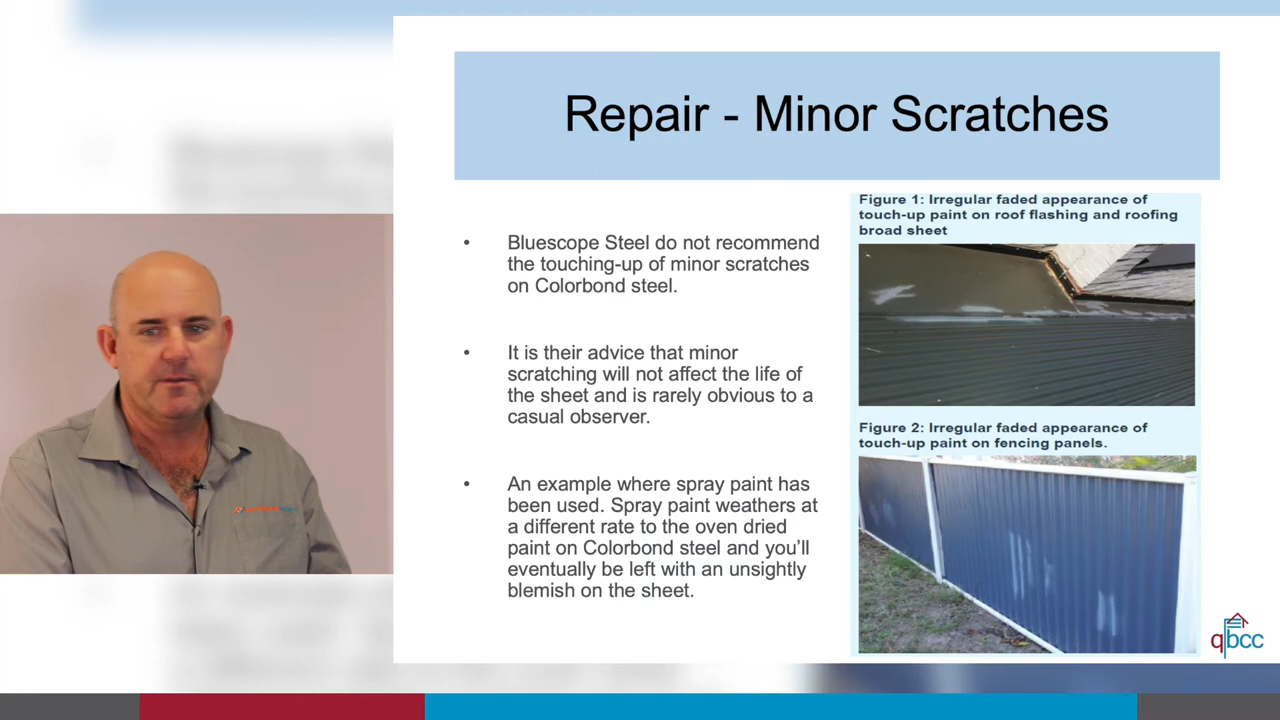 Repair - Minor Scratches
• Bluescope Steel do not recommend
the touching-up of minor scratches
on Colorbond steel.
• It is their advice that minor
scratching will not affect the life of
the sheet and is rarely obvious to a
casual observer.
• An example where spray paint has
been used. Spray paint weathers at
a different rate to the oven dried
paint on Colorbond steel and you’ll
eventually be left with an unsightly
blemish on the sheet.
Figure 1: Irregular faded appearance of
touch-up paint on roof flashing and roofing
broad sheet
Figure 2: Irregular faded appearance of
touch-up paint on fencing panels.
qbcc